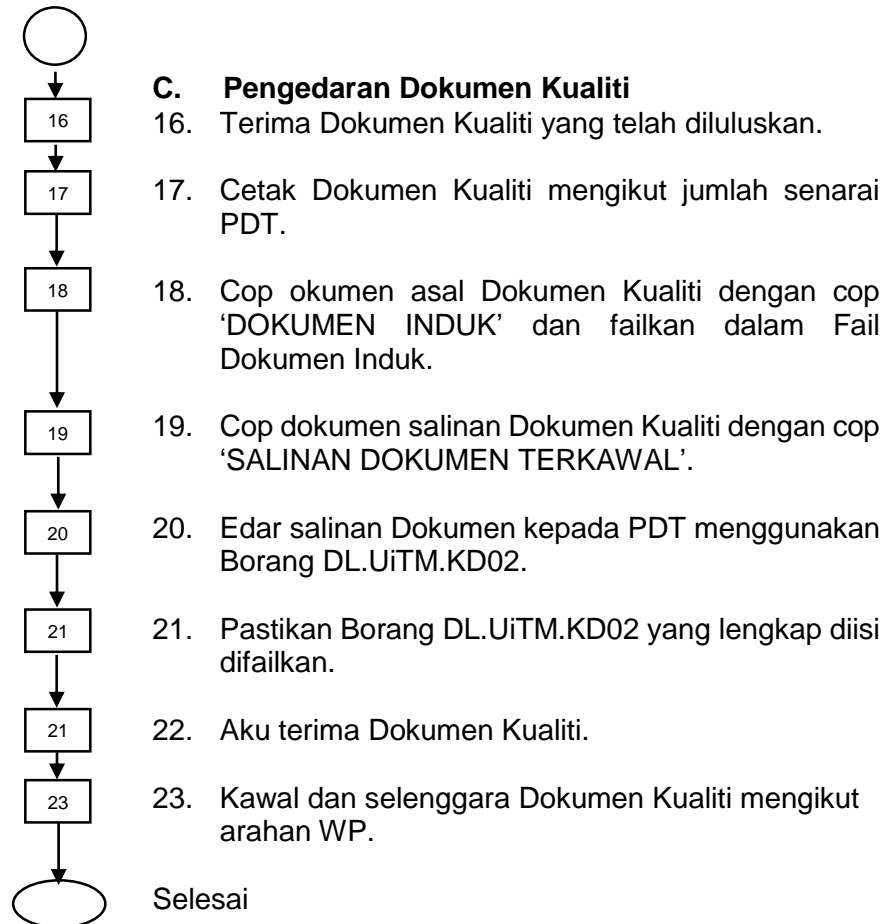 C. Pengedaran Dokumen Kualiti
16
16. Terima Dokumen Kualiti yang telah diluluskan.
17
17. Cetak Dokumen Kualiti mengikut jumlah senarai
PDT.
18
18. Cop okumen asal Dokumen Kualiti dengan cop
‘DOKUMEN INDUK’ dan failkan dalam Fail
Dokumen Induk.
19
19. Cop dokumen salinan Dokumen Kualiti dengan cop
‘SALINAN DOKUMEN TERKAWAL’.
20
20. Edar salinan Dokumen kepada PDT menggunakan
Borang DL.UiTM.KD02.
21
21. Pastikan Borang DL.UiTM.KD02 yang lengkap diisi
difailkan.
21
22. Aku terima Dokumen Kualiti.
23
23. Kawal dan selenggara Dokumen Kualiti mengikut
arahan WP.
Selesai